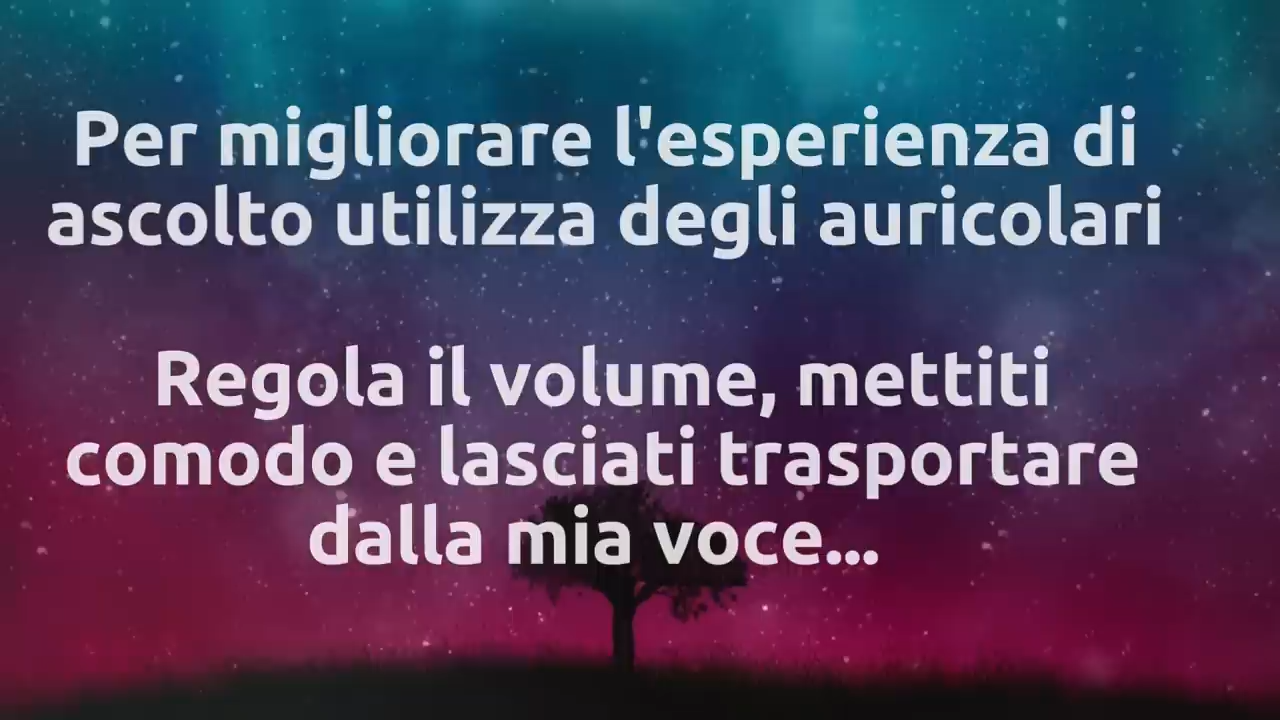 Per migliorare l'esperienza di
ascolto utilizza degli auricolari
Regola il volume, mettiti
comodo e lasciati trasportare
dalla mia voce...